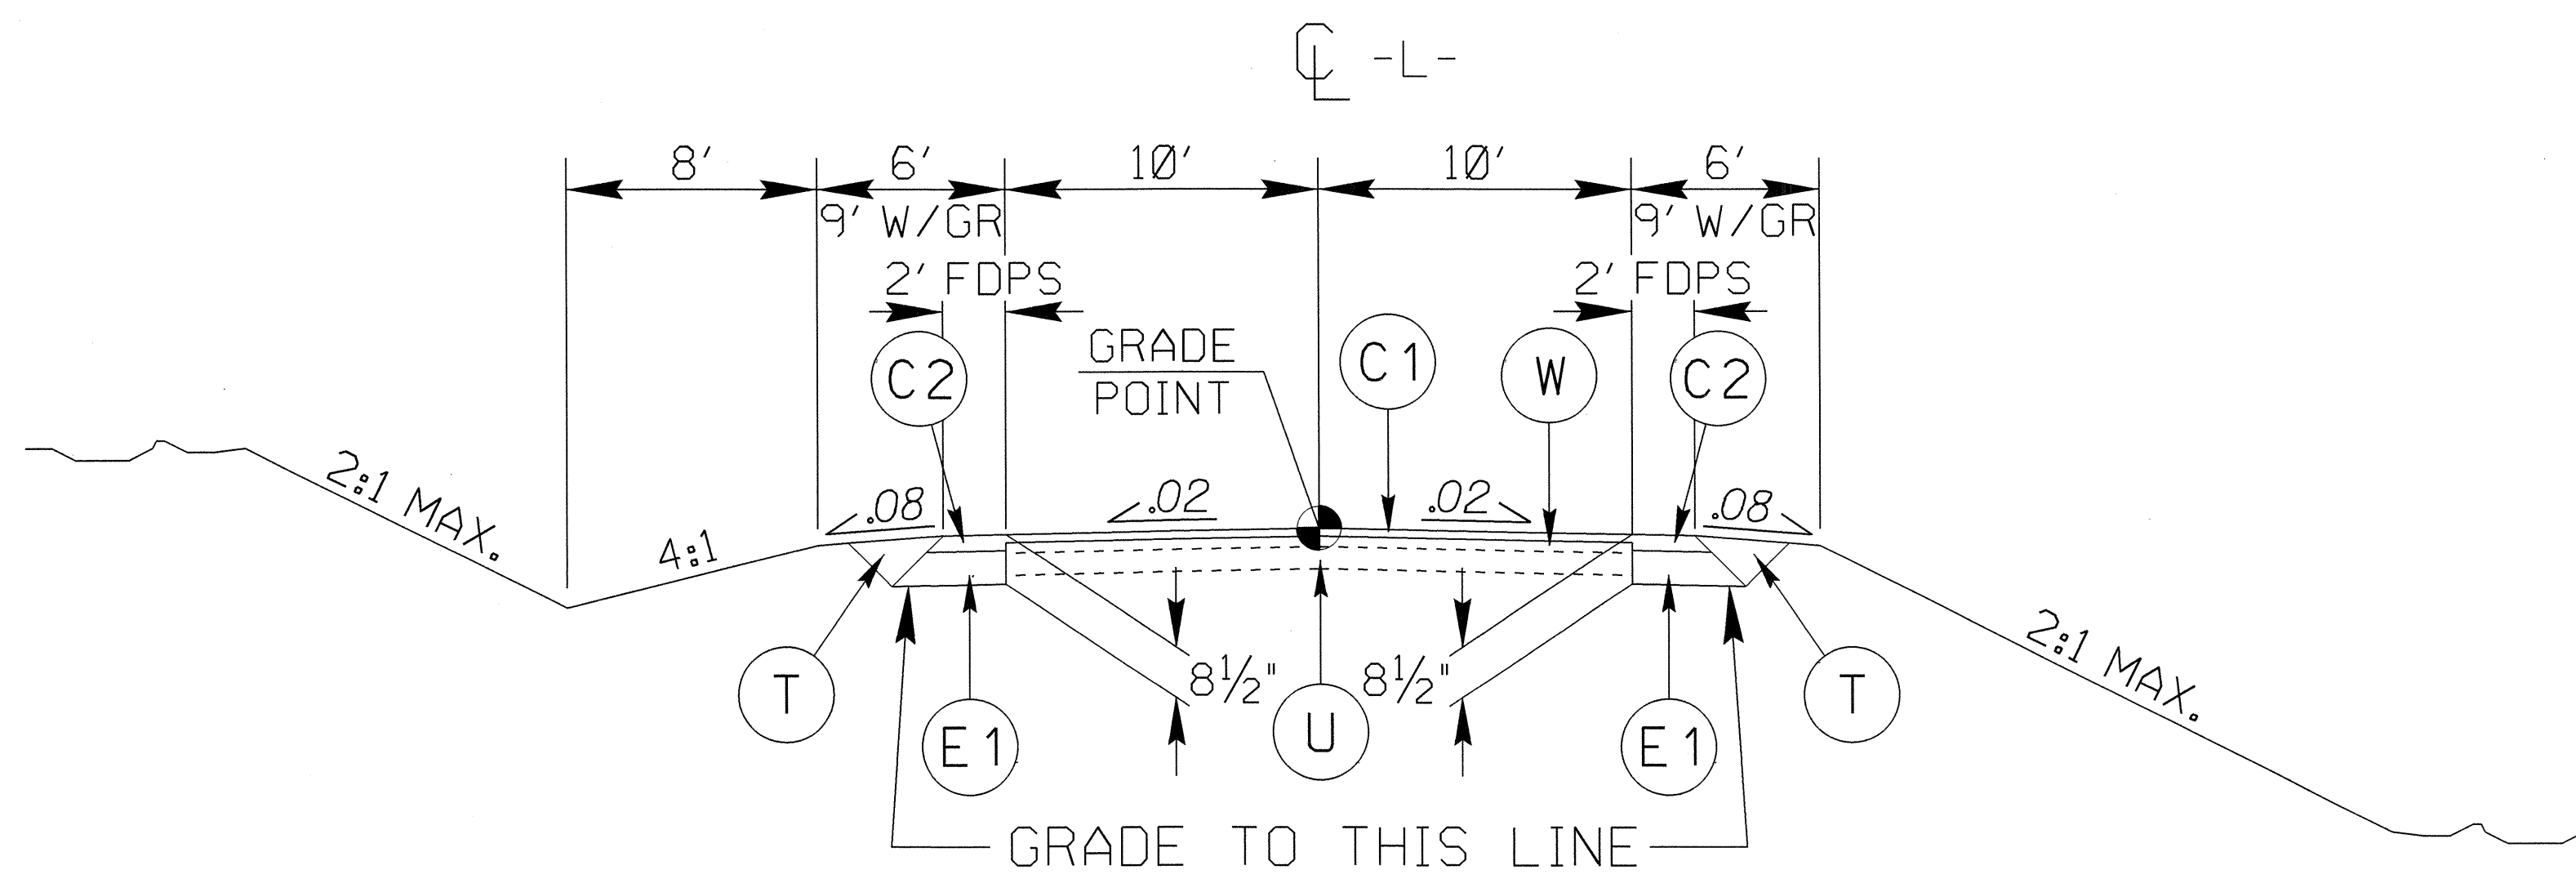 ℄ -L-
8' 6' 10' 10' 6'
9' W/GR 9' W/GR
2' FDPS 2' FDPS
GRADE
POINT
C2 C1 W C2
2:1 MAX.
4:1
.08 .02 .02 .08
8½" 8½"
2:1 MAX.
T E1 U E1 T
GRADE TO THIS LINE